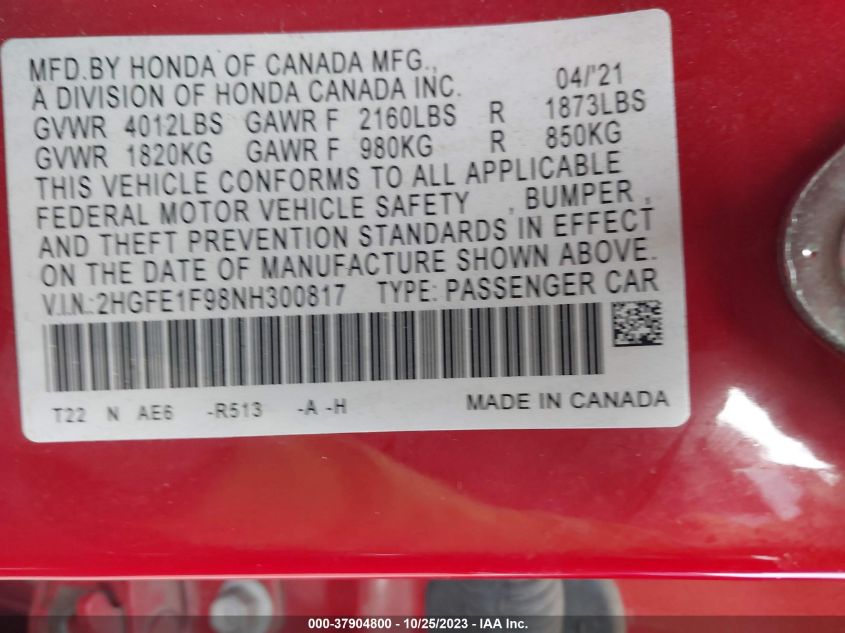 MFD.BY HONDA OF CANADA MFG.,
A DIVISION OF HONDA CANADA INC. 04/'21
GVWR 4012LBS GAWR F 2160LBS R 1873LBS
GVWR 1820KG GAWR F 980KG R 850KG
THIS VEHICLE CONFORMS TO ALL APPLICABLE
FEDERAL MOTOR VEHICLE SAFETY , BUMPER ,
AND THEFT PREVENTION STANDARDS IN EFFECT
ON THE DATE OF MANUFACTURE SHOWN ABOVE.
V.I.N.:2HGFE1F98NH300817 TYPE: PASSENGER CAR
T22 N AE6 -R513 -A -H MADE IN CANADA
000-37904800 - 10/25/2023 - IAA Inc.